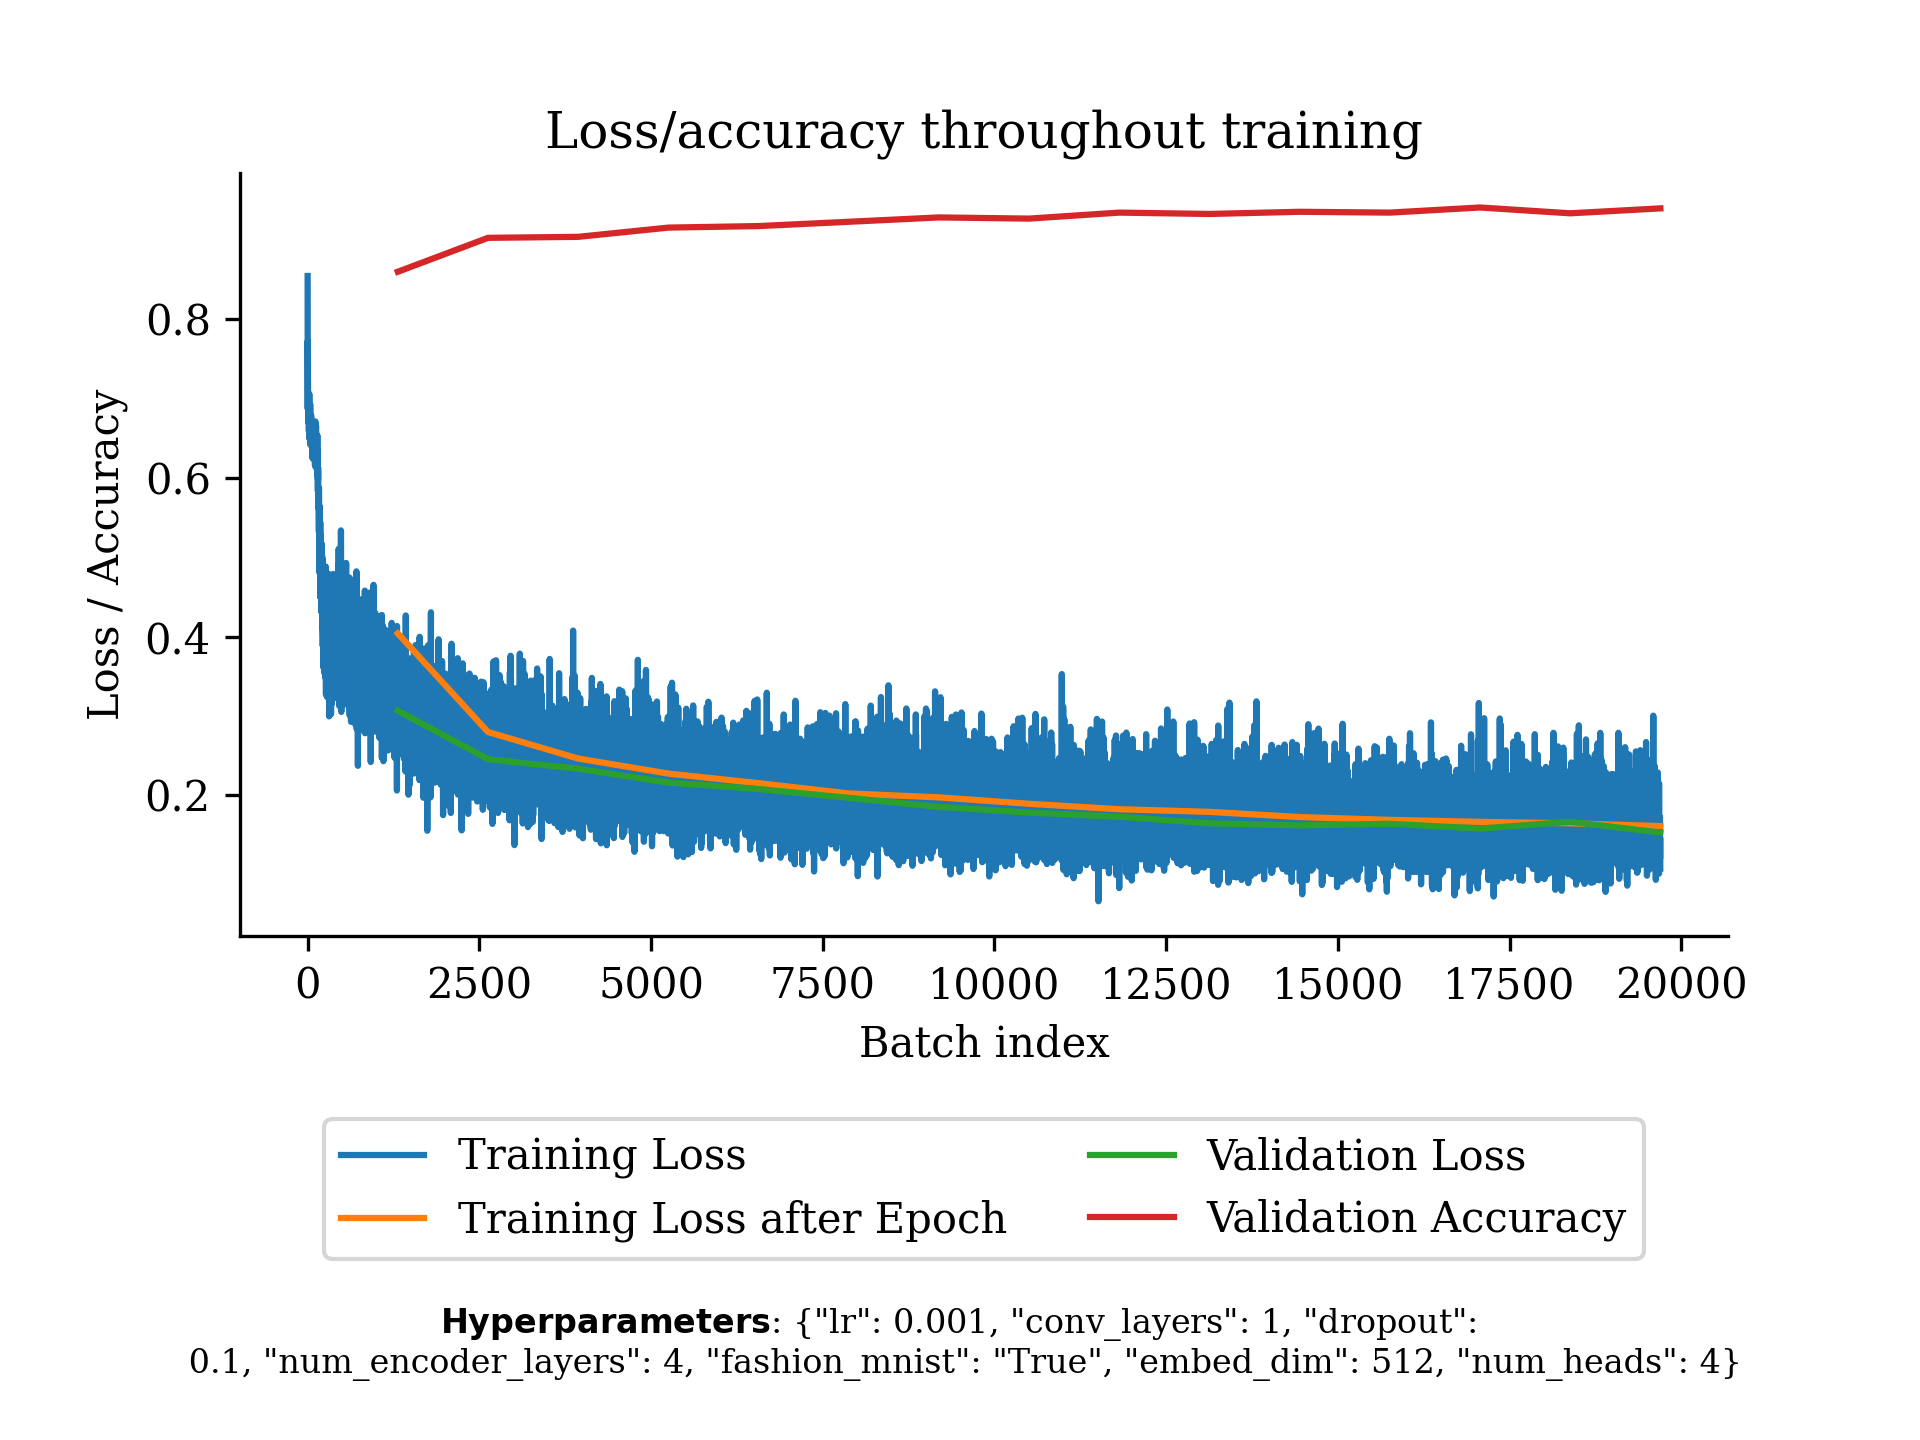 Loss/accuracy throughout training
Loss / Accuracy
0.8
0.6
0.4
0.2
0 2500 5000 7500 10000 12500 15000 17500 20000
Batch index
Training Loss
Training Loss after Epoch
Validation Loss
Validation Accuracy
Hyperparameters: {"lr": 0.001, "conv_layers": 1, "dropout":
0.1, "num_encoder_layers": 4, "fashion_mnist": "True", "embed_dim": 512, "num_heads": 4}